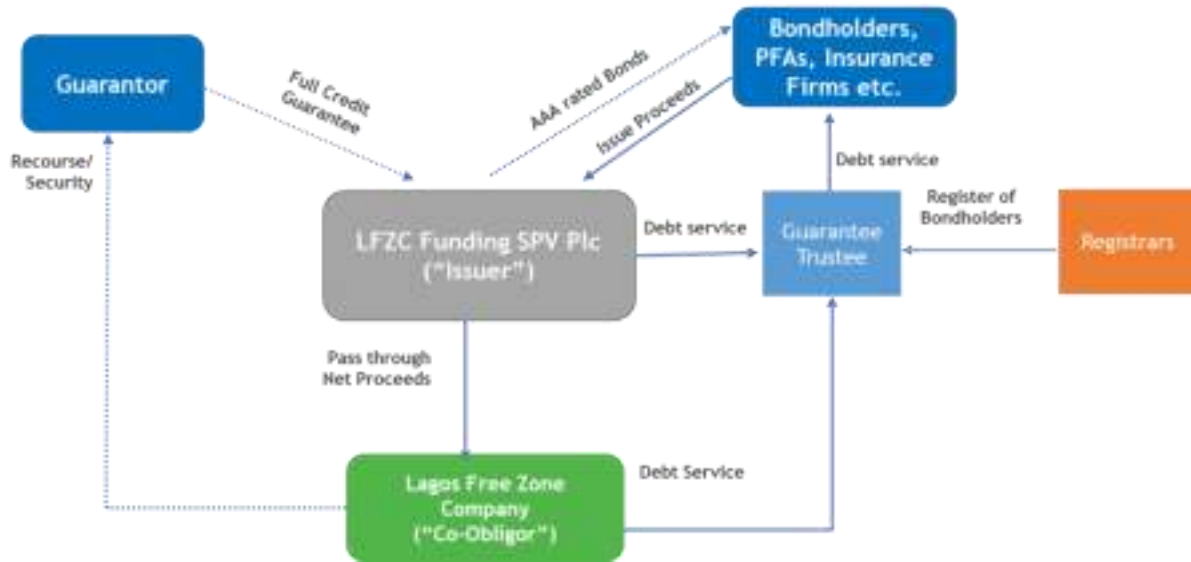 Bondholders,
PFAs, Insurance
Firms etc.
Guarantor
Full Credit
Guarantee
AAA rated Bonds
Issue Proceeds
Recourse/
Security
Debt service
Register of
Bondholders
LFZC Funding SPV Plc
("Issuer")
Debt service
Guarantee
Trustee
Registrars
Pass through
Net Proceeds
Lagos Free Zone
Company
("Co-Obligor")
Debt Service